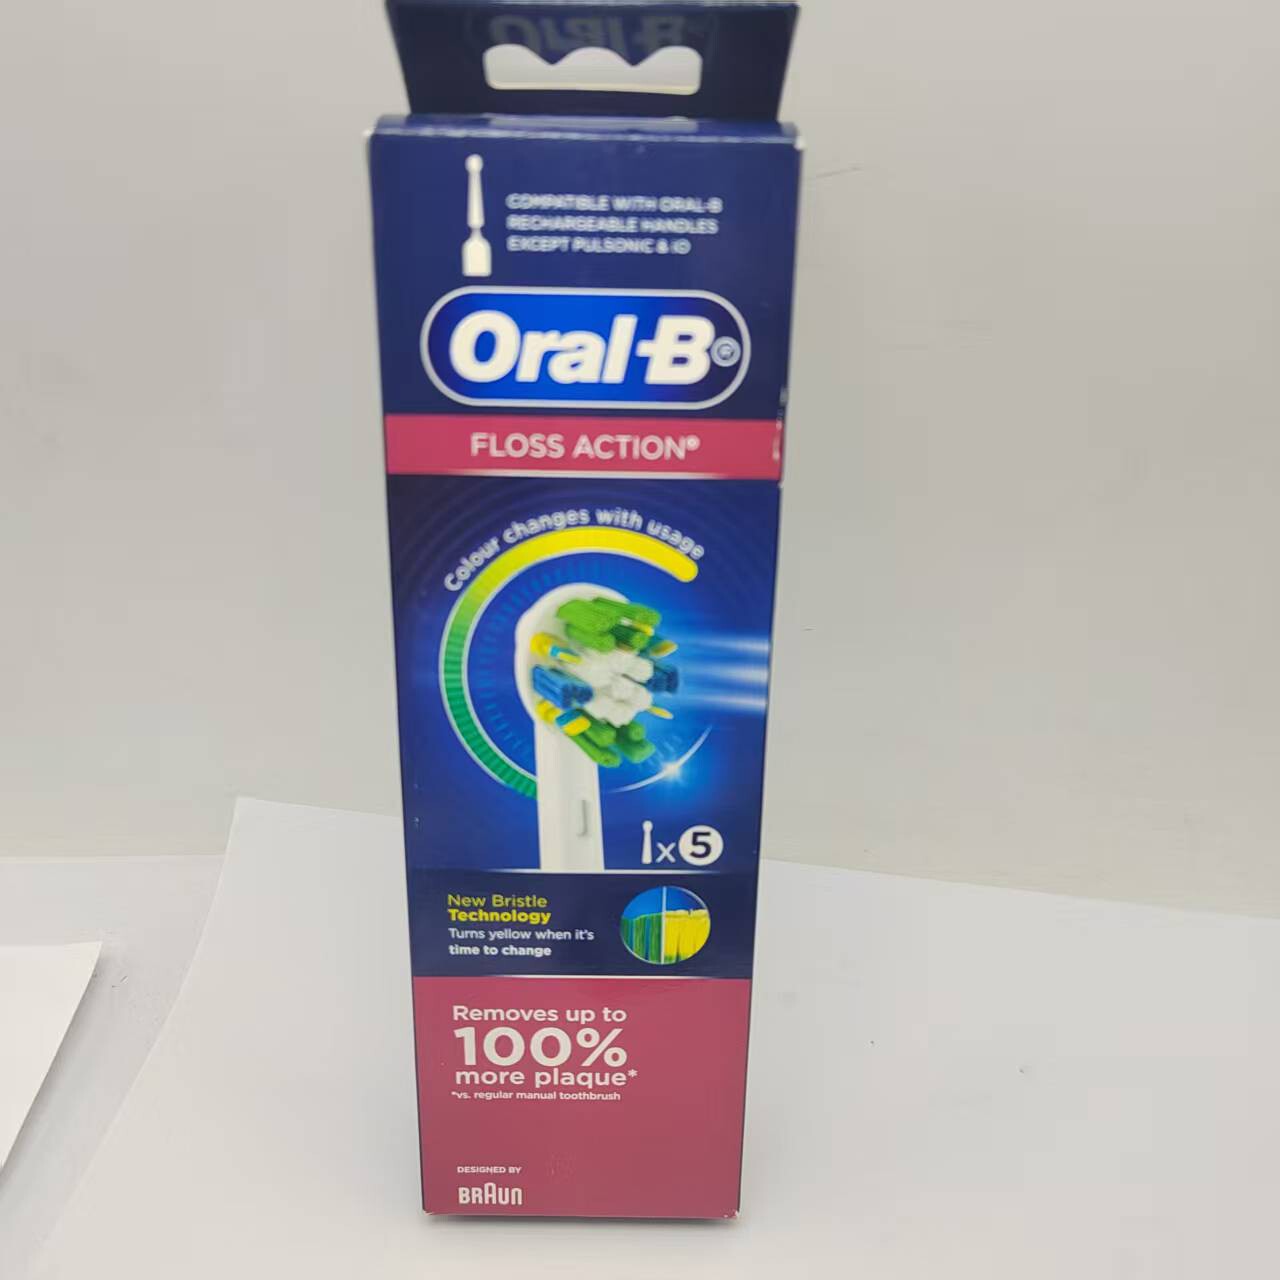 Oral-B
COMPATIBLE WITH ORAL-B
RECHARGEABLE HANDLES
EXCEPT PULSONIC & iO
Oral-B®
FLOSS ACTION®
Colour changes with usage
x5
New Bristle
Technology
Turns yellow when it's
time to change
Removes up to
100%
more plaque*
*vs. regular manual toothbrush
DESIGNED BY
BRAUN